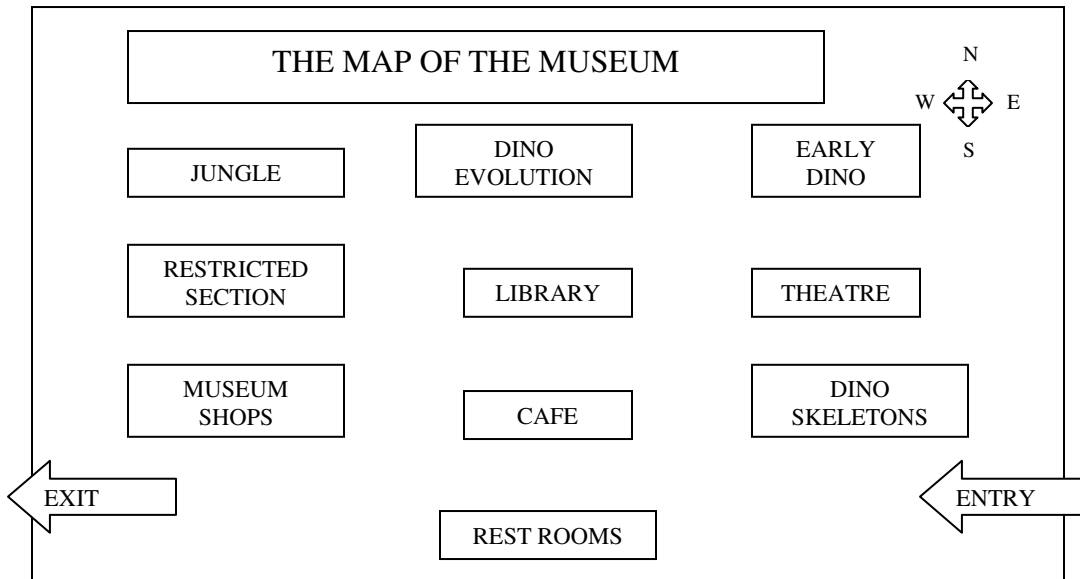 THE MAP OF THE MUSEUM
N
W E
S
JUNGLE
DINO
EVOLUTION
EARLY
DINO
RESTRICTED
SECTION
LIBRARY
THEATRE
MUSEUM
SHOPS
CAFE
DINO
SKELETONS
EXIT
ENTRY
REST ROOMS